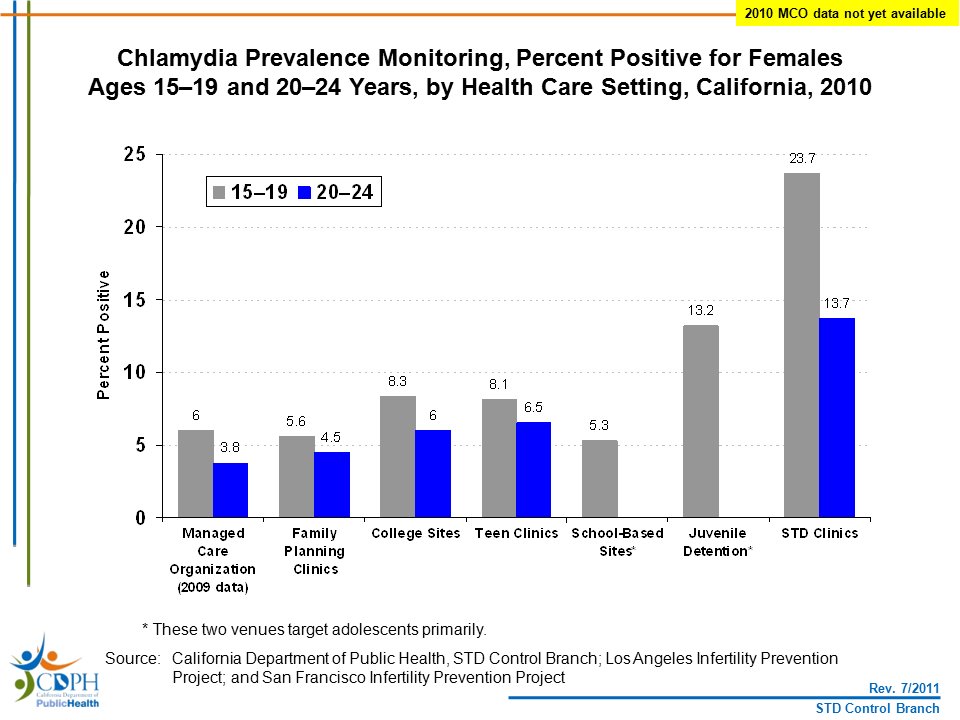 2010 MCO data not yet available
Chlamydia Prevalence Monitoring, Percent Positive for Females
Ages 15–19 and 20–24 Years, by Health Care Setting, California, 2010
Percent Positive
25
20
15
10
5
0
15–19 20–24
6
3.8
5.6
4.5
8.3
6
8.1
6.5
5.3
13.2
23.7
13.7
Managed
Care
Organization
(2009 data)
Family
Planning
Clinics
College Sites
Teen Clinics
School-Based
Sites*
Juvenile
Detention*
STD Clinics
* These two venues target adolescents primarily.
Source: California Department of Public Health, STD Control Branch; Los Angeles Infertility Prevention
Project; and San Francisco Infertility Prevention Project
CDPH
California Department of
PublicHealth
Rev. 7/2011
STD Control Branch